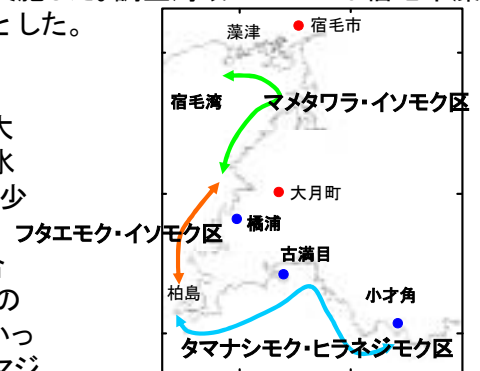 とした。
大
水
少
の
いっ
藻津
宿毛市
宿毛湾
マメタワラ・イソモク区
大月町
フタエモク・イソモク区
橘浦
古満目
柏島
小才角
タマナシモク・ヒラネジモク区